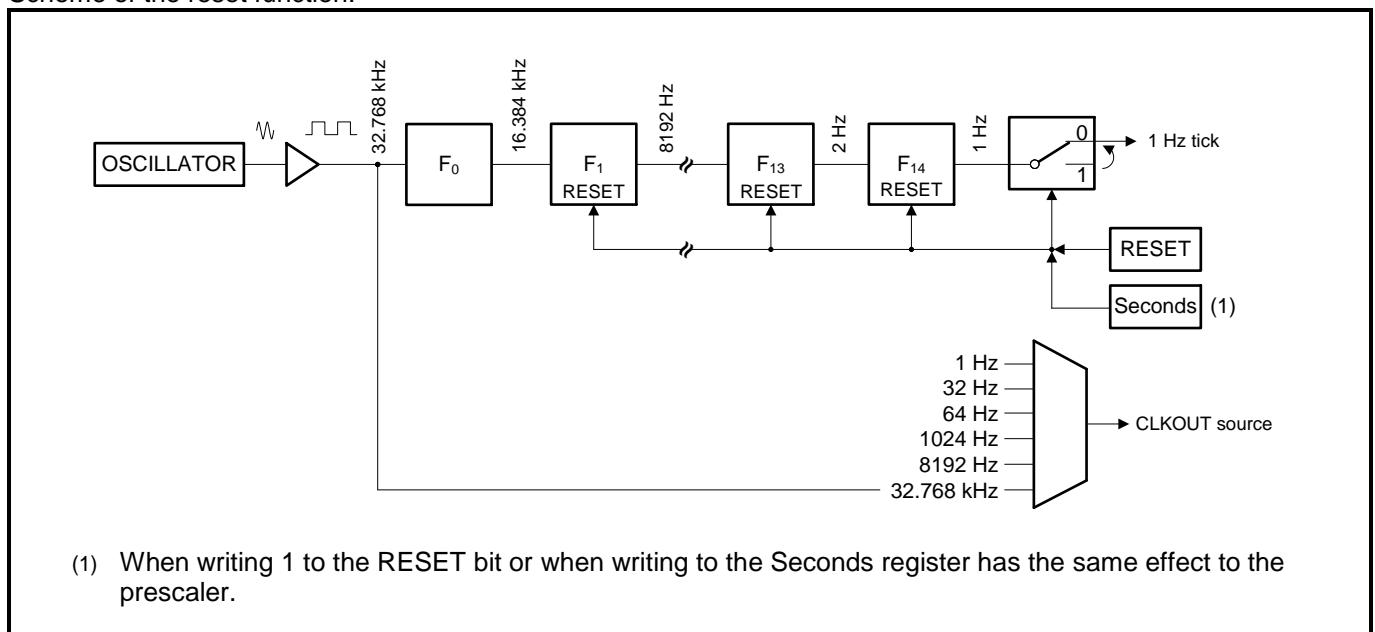 Scheme of the reset function:
32.768 kHz
16.384 kHz
8192 Hz
2 Hz
1 Hz
OSCILLATOR
F0
F1
RESET
F13
RESET
F14
RESET
0
1
1 Hz tick
RESET
Seconds (1)
1 Hz
32 Hz
64 Hz
1024 Hz
8192 Hz
32.768 kHz
CLKOUT source
(1) When writing 1 to the RESET bit or when writing to the Seconds register has the same effect to the
prescaler.